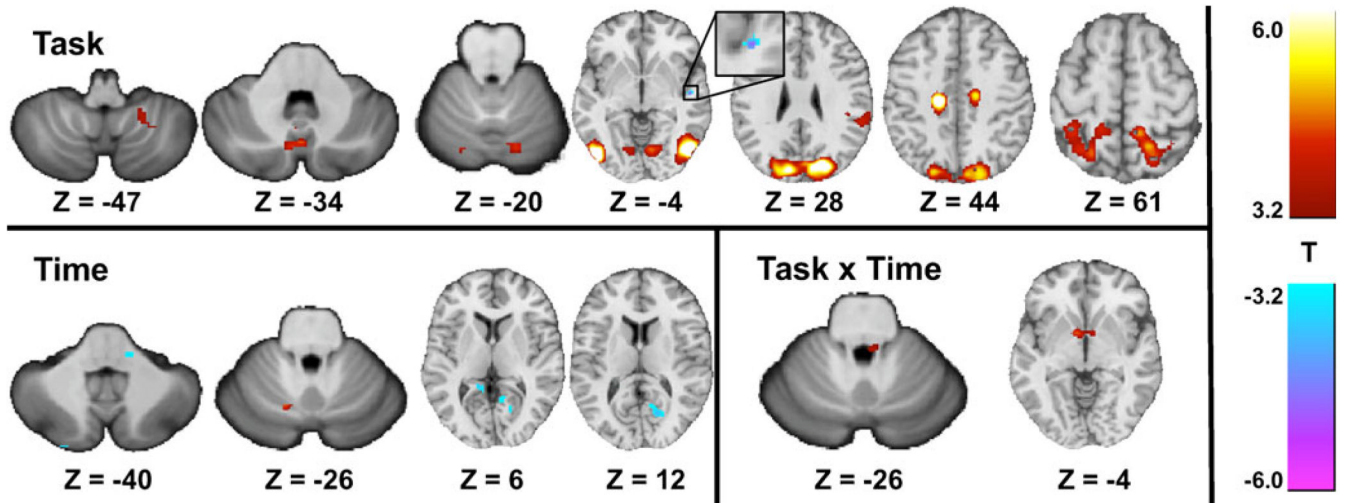 Task
Z = -47 Z = -34 Z = -20 Z = -4 Z = 28 Z = 44 Z = 61
6.0
3.2
T
-3.2
-6.0
Time
Z = -40 Z = -26 Z = 6 Z = 12
Task x Time
Z = -26 Z = -4